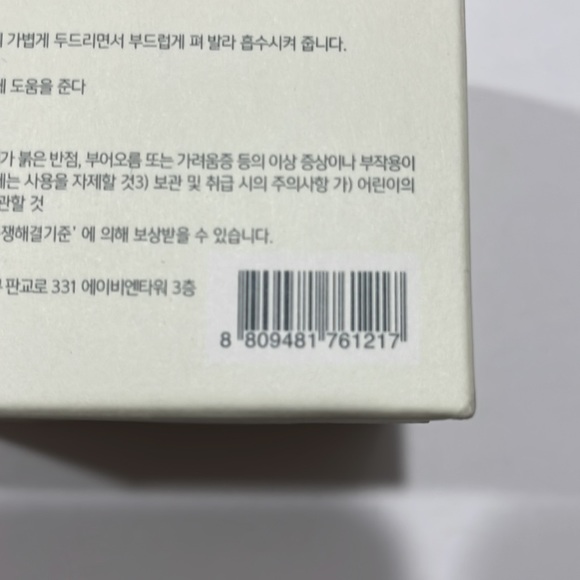 가볍게 두드리면서 부드럽게 펴 발라 흡수시켜 줍니다.
도움을 준다
가 붉은 반점, 부어오름 또는 가려움증 등의 이상 증상이나 부작용이
에는 사용을 자제할 것3) 보관 및 취급 시의 주의사항 가) 어린이의
관할 것
쟁해결기준' 에 의해 보상받을 수 있습니다.
판교로 331 에이비엔타워 3층
8 809481 761217